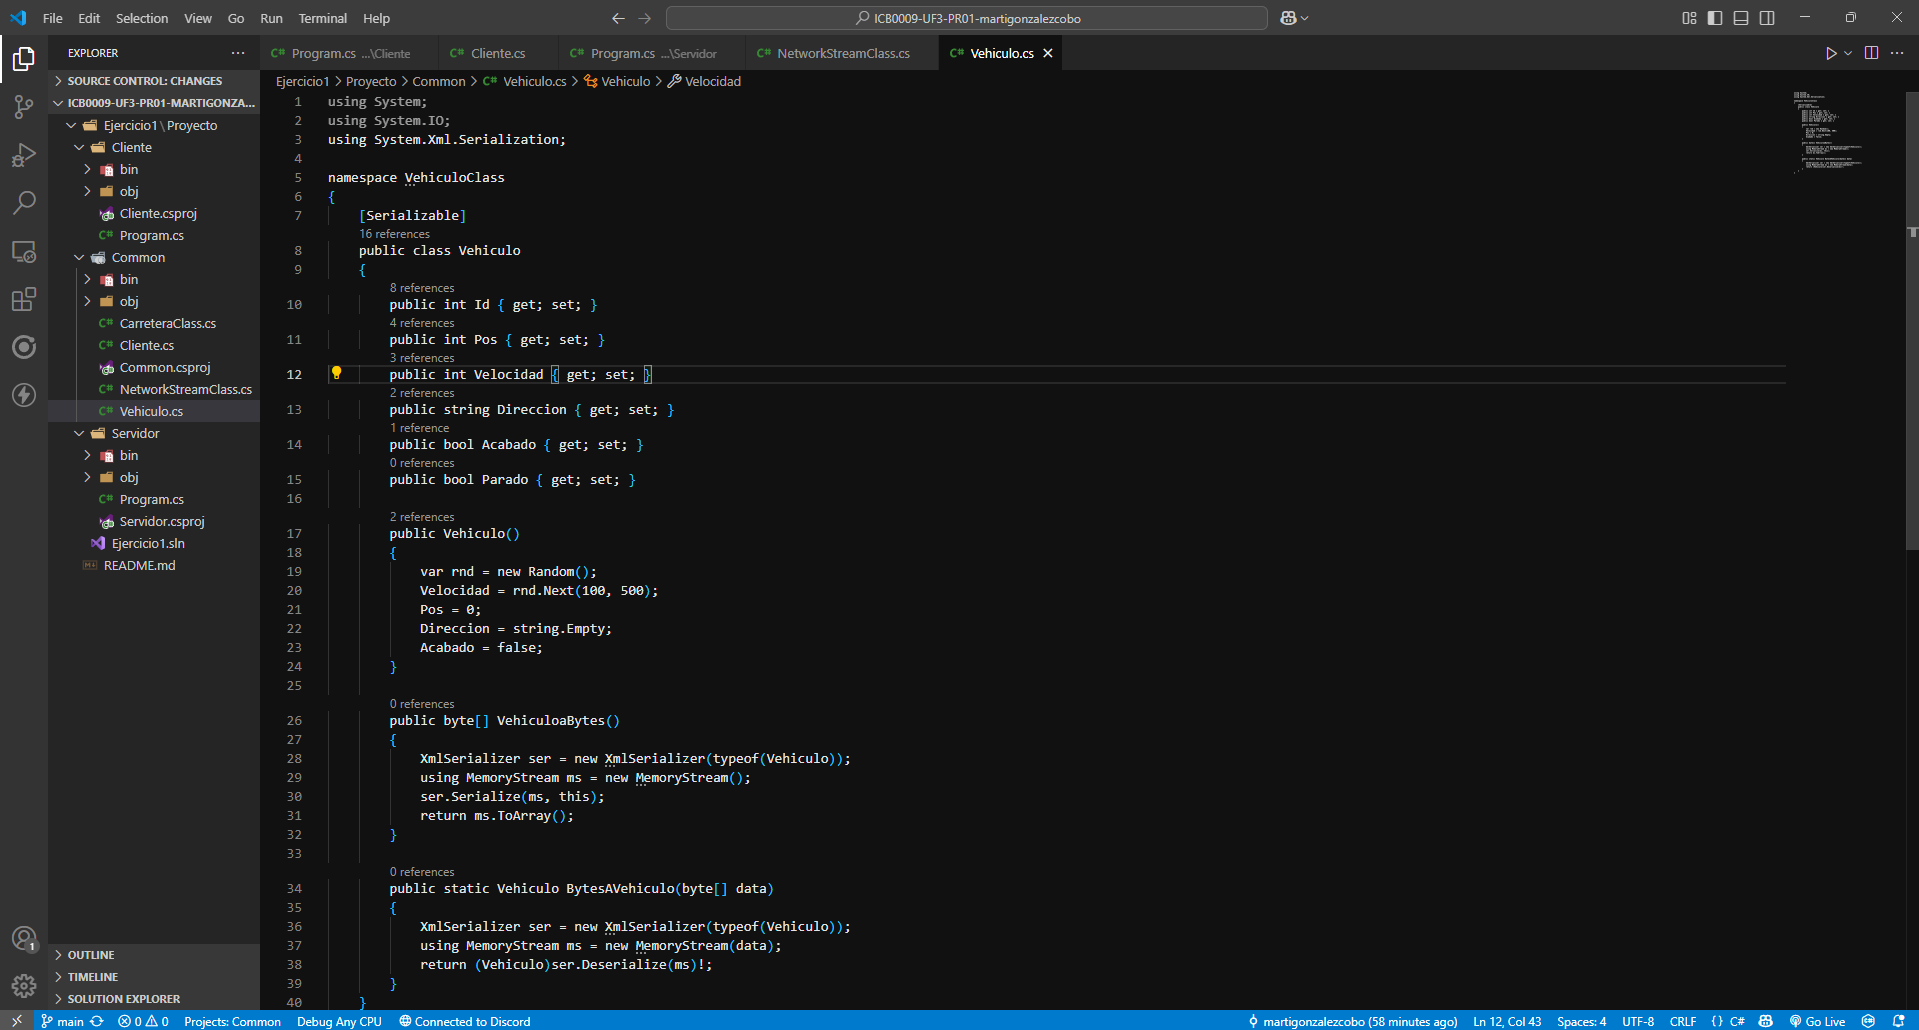 File Edit Selection View Go Run Terminal Help
ICB0009-UF3-PR01-martigonzalezcobo
EXPLORER
SOURCE CONTROL: CHANGES
ICB0009-UF3-PR01-MARTIGONZA...
Ejercicio1\Proyecto
Cliente
bin
obj
Cliente.csproj
C# Program.cs
Common
bin
obj
C# CarreteraClass.cs
C# Cliente.cs
Common.csproj
C# NetworkStreamClass.cs
C# Vehiculo.cs
Servidor
bin
obj
C# Program.cs
Servidor.csproj
Ejercicio1.sln
README.md
OUTLINE
TIMELINE
SOLUTION EXPLORER
C# Program.cs ...\Cliente C# Cliente.cs C# Program.cs ...\Servidor C# NetworkStreamClass.cs C# Vehiculo.cs
Ejercicio1 > Proyecto > Common > C# Vehiculo.cs > Vehiculo > Velocidad
1 using System;
2 using System.IO;
3 using System.Xml.Serialization;
4
5 namespace VehiculoClass
6 {
7 [Serializable]
16 references
8 public class Vehiculo
9 {
8 references
10 public int Id { get; set; }
4 references
11 public int Pos { get; set; }
3 references
12 public int Velocidad { get; set; }
2 references
13 public string Direccion { get; set; }
1 reference
14 public bool Acabado { get; set; }
0 references
15 public bool Parado { get; set; }
16
2 references
17 public Vehiculo()
18 {
19 var rnd = new Random();
20 Velocidad = rnd.Next(100, 500);
21 Pos = 0;
22 Direccion = string.Empty;
23 Acabado = false;
24 }
25
0 references
26 public byte[] VehiculoaBytes()
27 {
28 XmlSerializer ser = new XmlSerializer(typeof(Vehiculo));
29 using MemoryStream ms = new MemoryStream();
30 ser.Serialize(ms, this);
31 return ms.ToArray();
32 }
33
0 references
34 public static Vehiculo BytesAVehiculo(byte[] data)
35 {
36 XmlSerializer ser = new XmlSerializer(typeof(Vehiculo));
37 using MemoryStream ms = new MemoryStream(data);
38 return (Vehiculo)ser.Deserialize(ms)!;
39 }
40 }
1
main 0 0 Projects: Common Debug Any CPU Connected to Discord martigonzalezcobo (58 minutes ago) Ln 12, Col 43 Spaces: 4 UTF-8 CRLF {} C# Go Live